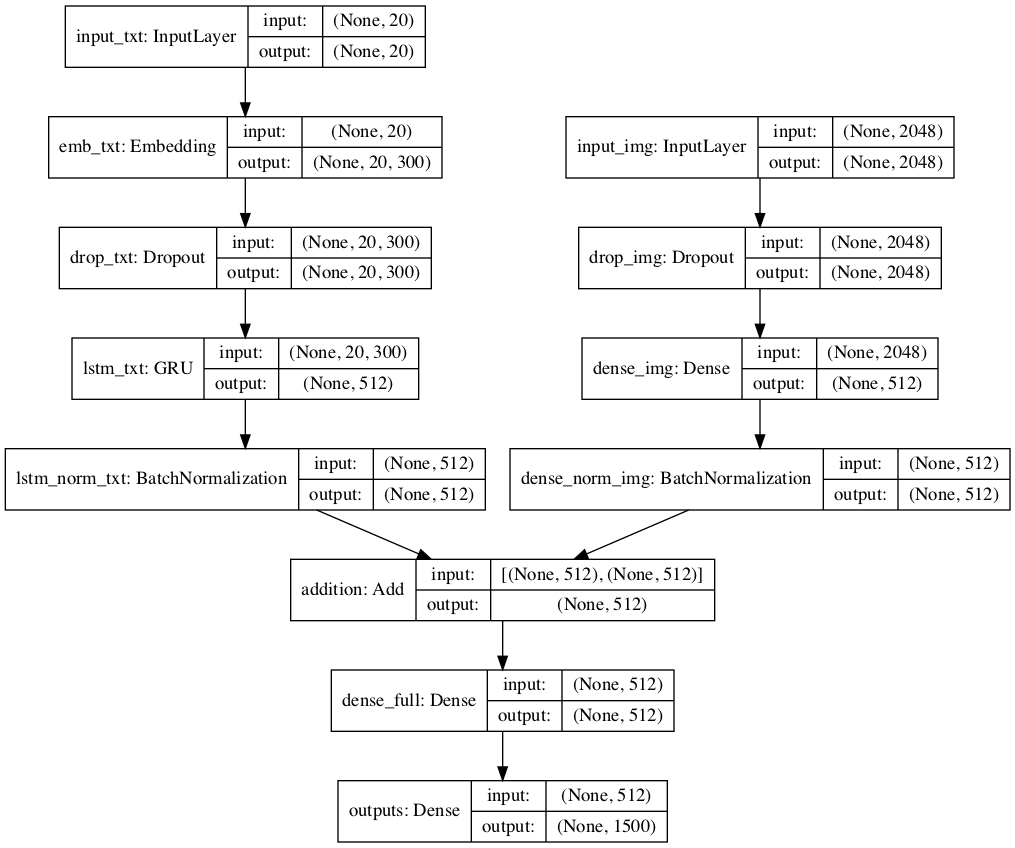 input_txt: InputLayer
input: (None, 20)
output: (None, 20)
emb_txt: Embedding
input: (None, 20)
output: (None, 20, 300)
input_img: InputLayer
input: (None, 2048)
output: (None, 2048)
drop_txt: Dropout
input: (None, 20, 300)
output: (None, 20, 300)
drop_img: Dropout
input: (None, 2048)
output: (None, 2048)
lstm_txt: GRU
input: (None, 20, 300)
output: (None, 512)
dense_img: Dense
input: (None, 2048)
output: (None, 512)
lstm_norm_txt: BatchNormalization
input: (None, 512)
output: (None, 512)
dense_norm_img: BatchNormalization
input: (None, 512)
output: (None, 512)
addition: Add
input: [(None, 512), (None, 512)]
output: (None, 512)
dense_full: Dense
input: (None, 512)
output: (None, 512)
outputs: Dense
input: (None, 512)
output: (None, 1500)